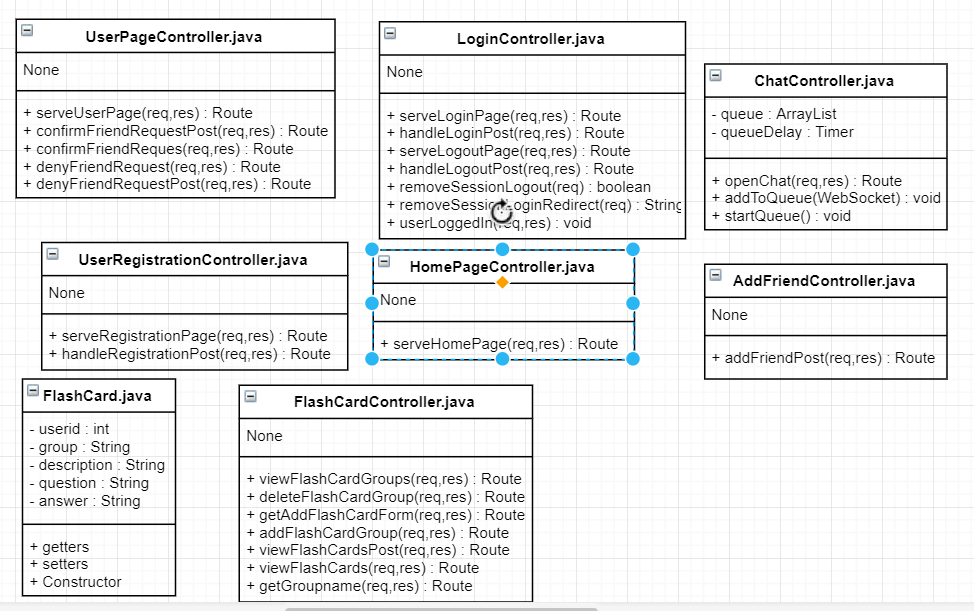 UserPageController.java
None
+ serveUserPage(req,res) : Route
+ confirmFriendRequestPost(req,res) : Route
+ confirmFriendReques(req,res) : Route
+ denyFriendRequest(req,res) : Route
+ denyFriendRequestPost(req,res) : Route
LoginController.java
None
+ serveLoginPage(req,res) : Route
+ handleLoginPost(req,res) : Route
+ serveLogoutPage(req,res) : Route
+ handleLogoutPost(req,res) : Route
+ removeSessionLogout(req) : boolean
+ removeSessionLoginRedirect(req) : String
+ userLoggedIn(req,res) : void
ChatController.java
- queue : ArrayList
- queueDelay : Timer
+ openChat(req,res) : Route
+ addToQueue(WebSocket) : void
+ startQueue() : void
UserRegistrationController.java
None
+ serveRegistrationPage(req,res) : Route
+ handleRegistrationPost(req,res) : Route
HomePageController.java
None
+ serveHomePage(req,res) : Route
AddFriendController.java
None
+ addFriendPost(req,res) : Route
FlashCard.java
- userid : int
- group : String
- description : String
- question : String
- answer : String
+ getters
+ setters
+ Constructor
FlashCardController.java
None
+ viewFlashCardGroups(req,res) : Route
+ deleteFlashCardGroup(req,res) : Route
+ getAddFlashCardForm(req,res) : Route
+ addFlashCardGroup(req,res) : Route
+ viewFlashCardsPost(req,res) : Route
+ viewFlashCards(req,res) : Route
+ getGroupname(req,res) : Route